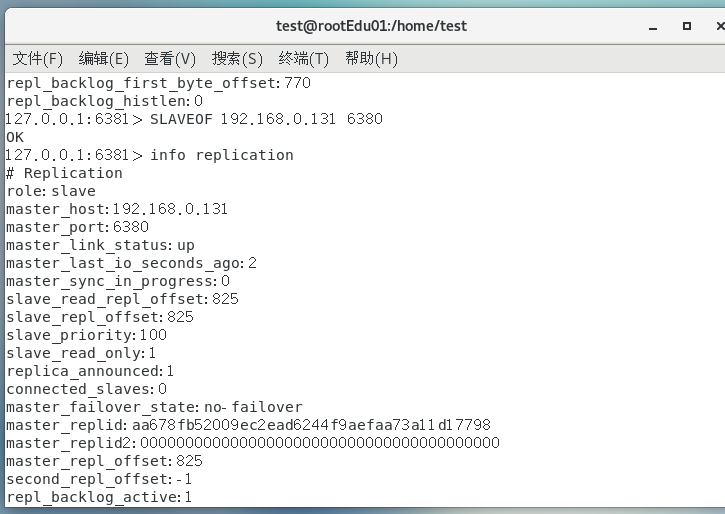 test@rootEdu01:/home/test
文件(F) 编辑(E) 查看(V) 搜索(S) 终端(T) 帮助(H)
repl_backlog_first_byte_offset:770
repl_backlog_histlen:0
127.0.0.1:6381> SLAVEOF 192.168.0.131 6380
OK
127.0.0.1:6381> info replication
# Replication
role:slave
master_host:192.168.0.131
master_port:6380
master_link_status:up
master_last_io_seconds_ago:2
master_sync_in_progress:0
slave_read_repl_offset:825
slave_repl_offset:825
slave_priority:100
slave_read_only:1
replica_announced:1
connected_slaves:0
master_failover_state:no-failover
master_replid:aa678fb52009ec2ead6244f9aefaa73a11d17798
master_replid2:0000000000000000000000000000000000000000
master_repl_offset:825
second_repl_offset:-1
repl_backlog_active:1